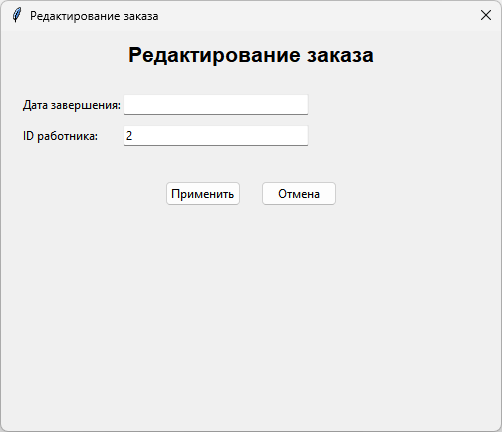 Редактирование заказа
Редактирование заказа
Дата завершения:
ID работника: 2
Применить Отмена